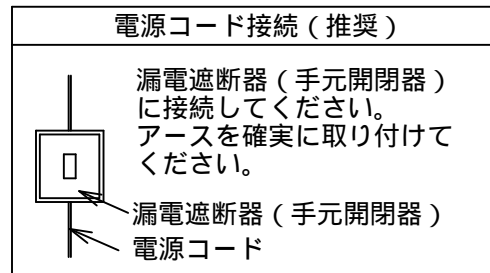 電源コード接続（推奨）
漏電遮断器（手元開閉器）
に接続してください。
アースを確実に取り付けて
ください。
漏電遮断器（手元開閉器）
電源コード